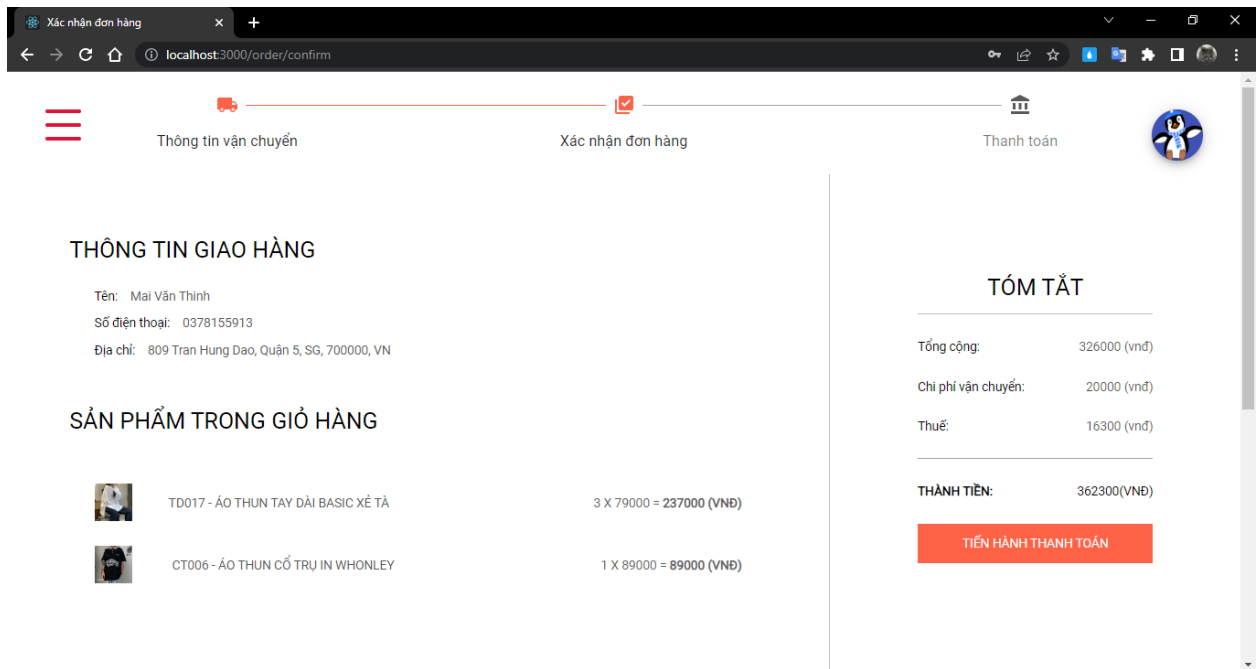 Xác nhận đơn hàng
localhost:3000/order/confirm
Thông tin vận chuyển
Xác nhận đơn hàng
Thanh toán
THÔNG TIN GIAO HÀNG
Tên: Mai Văn Thinh
Số điện thoại: 0378155913
Địa chỉ: 809 Tran Hung Dao, Quận 5, SG, 700000, VN
SẢN PHẨM TRONG GIỎ HÀNG
TD017 - ÁO THUN TAY DÀI BASIC XẺ TÀ 3 X 79000 = 237000 (VNĐ)
CT006 - ÁO THUN CỔ TRỤ IN WHONLEY 1 X 89000 = 89000 (VNĐ)
TÓM TẮT
Tổng cộng: 326000 (vnđ)
Chi phí vận chuyển: 20000 (vnđ)
Thuế: 16300 (vnđ)
THÀNH TIỀN: 362300(VNĐ)
TIẾN HÀNH THANH TOÁN